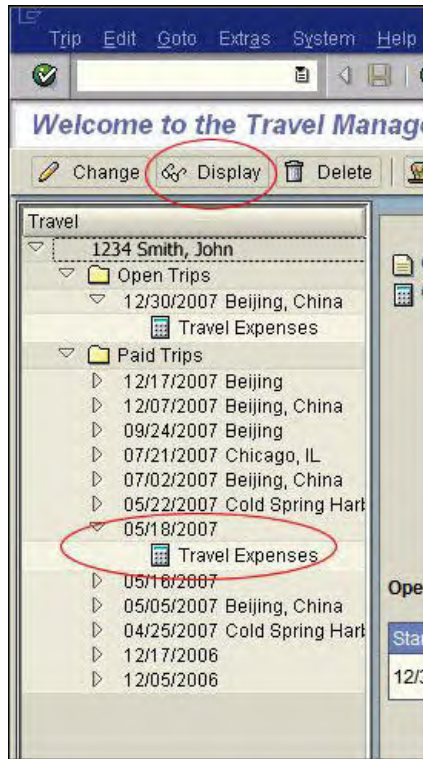 Trip Edit Goto Extras System Help
Welcome to the Travel Manag
Change Display Delete
Travel
1234 Smith, John
Open Trips
12/30/2007 Beijing, China
Travel Expenses
Paid Trips
12/17/2007 Beijing
12/07/2007 Beijing, China
09/24/2007 Beijing
07/21/2007 Chicago, IL
07/02/2007 Beijing, China
05/22/2007 Cold Spring Hark
05/18/2007
Travel Expenses
05/16/2007
05/05/2007 Beijing, China
04/25/2007 Cold Spring Hark
12/17/2006
12/05/2006
Ope
Star
12/3